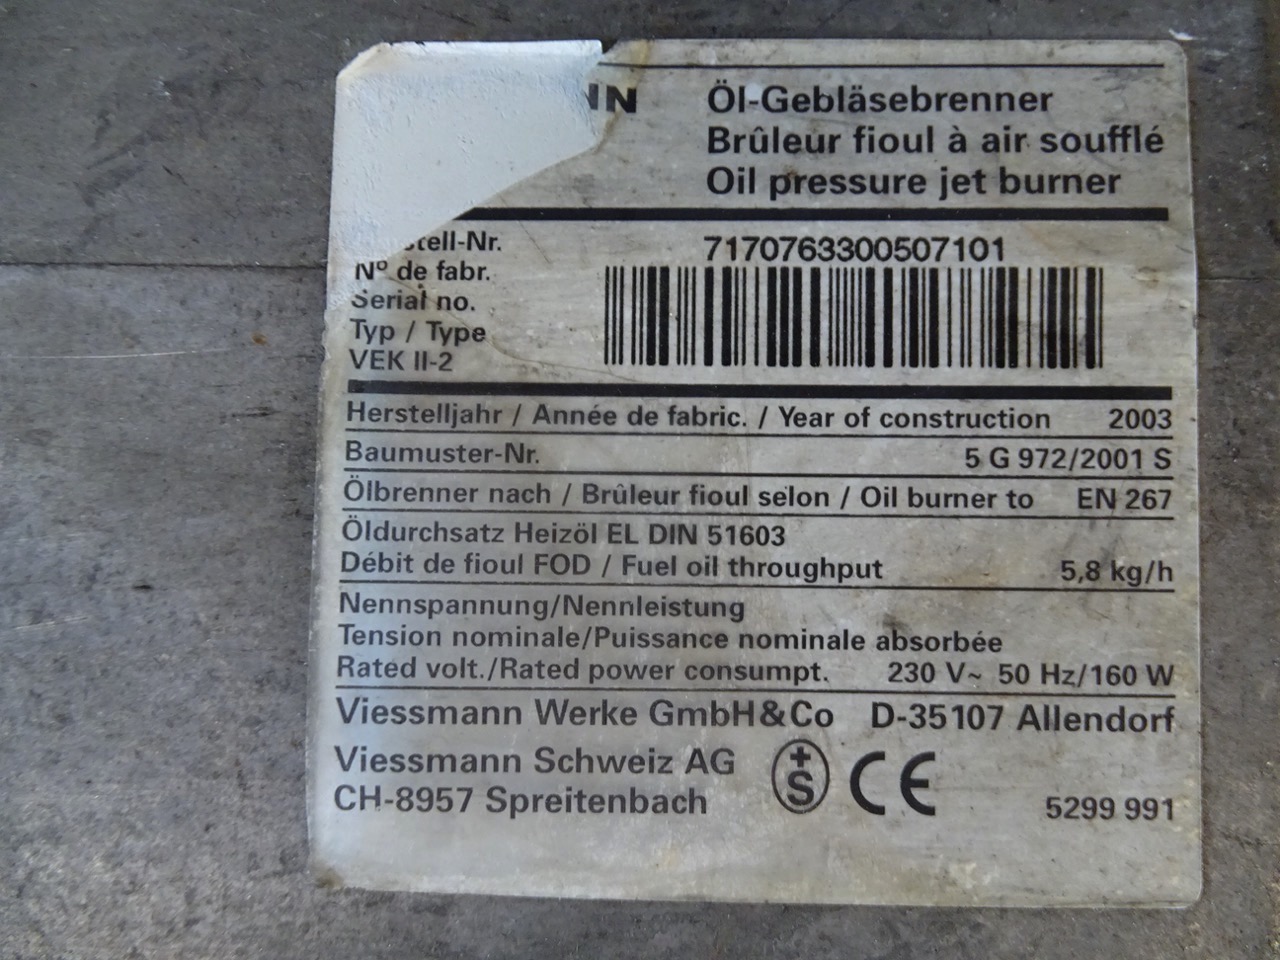 Öl-Gebläsebrenner
Brûleur fioul à air soufflé
Oil pressure jet burner
7170763300507101
Nº de fabr.
Serial no.
Typ / Type
VEK II-2
Herstelljahr / Année de fabric. / Year of construction 2003
Baumuster-Nr. 5 G 972/2001 S
Ölbrenner nach / Brûleur fioul selon / Oil burner to EN 267
Öldurchsatz Heizöl EL DIN 51603
Débit de fioul FOD / Fuel oil throughput 5,8 kg/h
Nennspannung/Nennleistung
Tension nominale/Puissance nominale absorbée
Rated volt./Rated power consumpt. 230 V~ 50 Hz/160 W
Viessmann Werke GmbH&Co D-35107 Allendorf
Viessmann Schweiz AG +S CE
CH-8957 Spreitenbach 5299 991